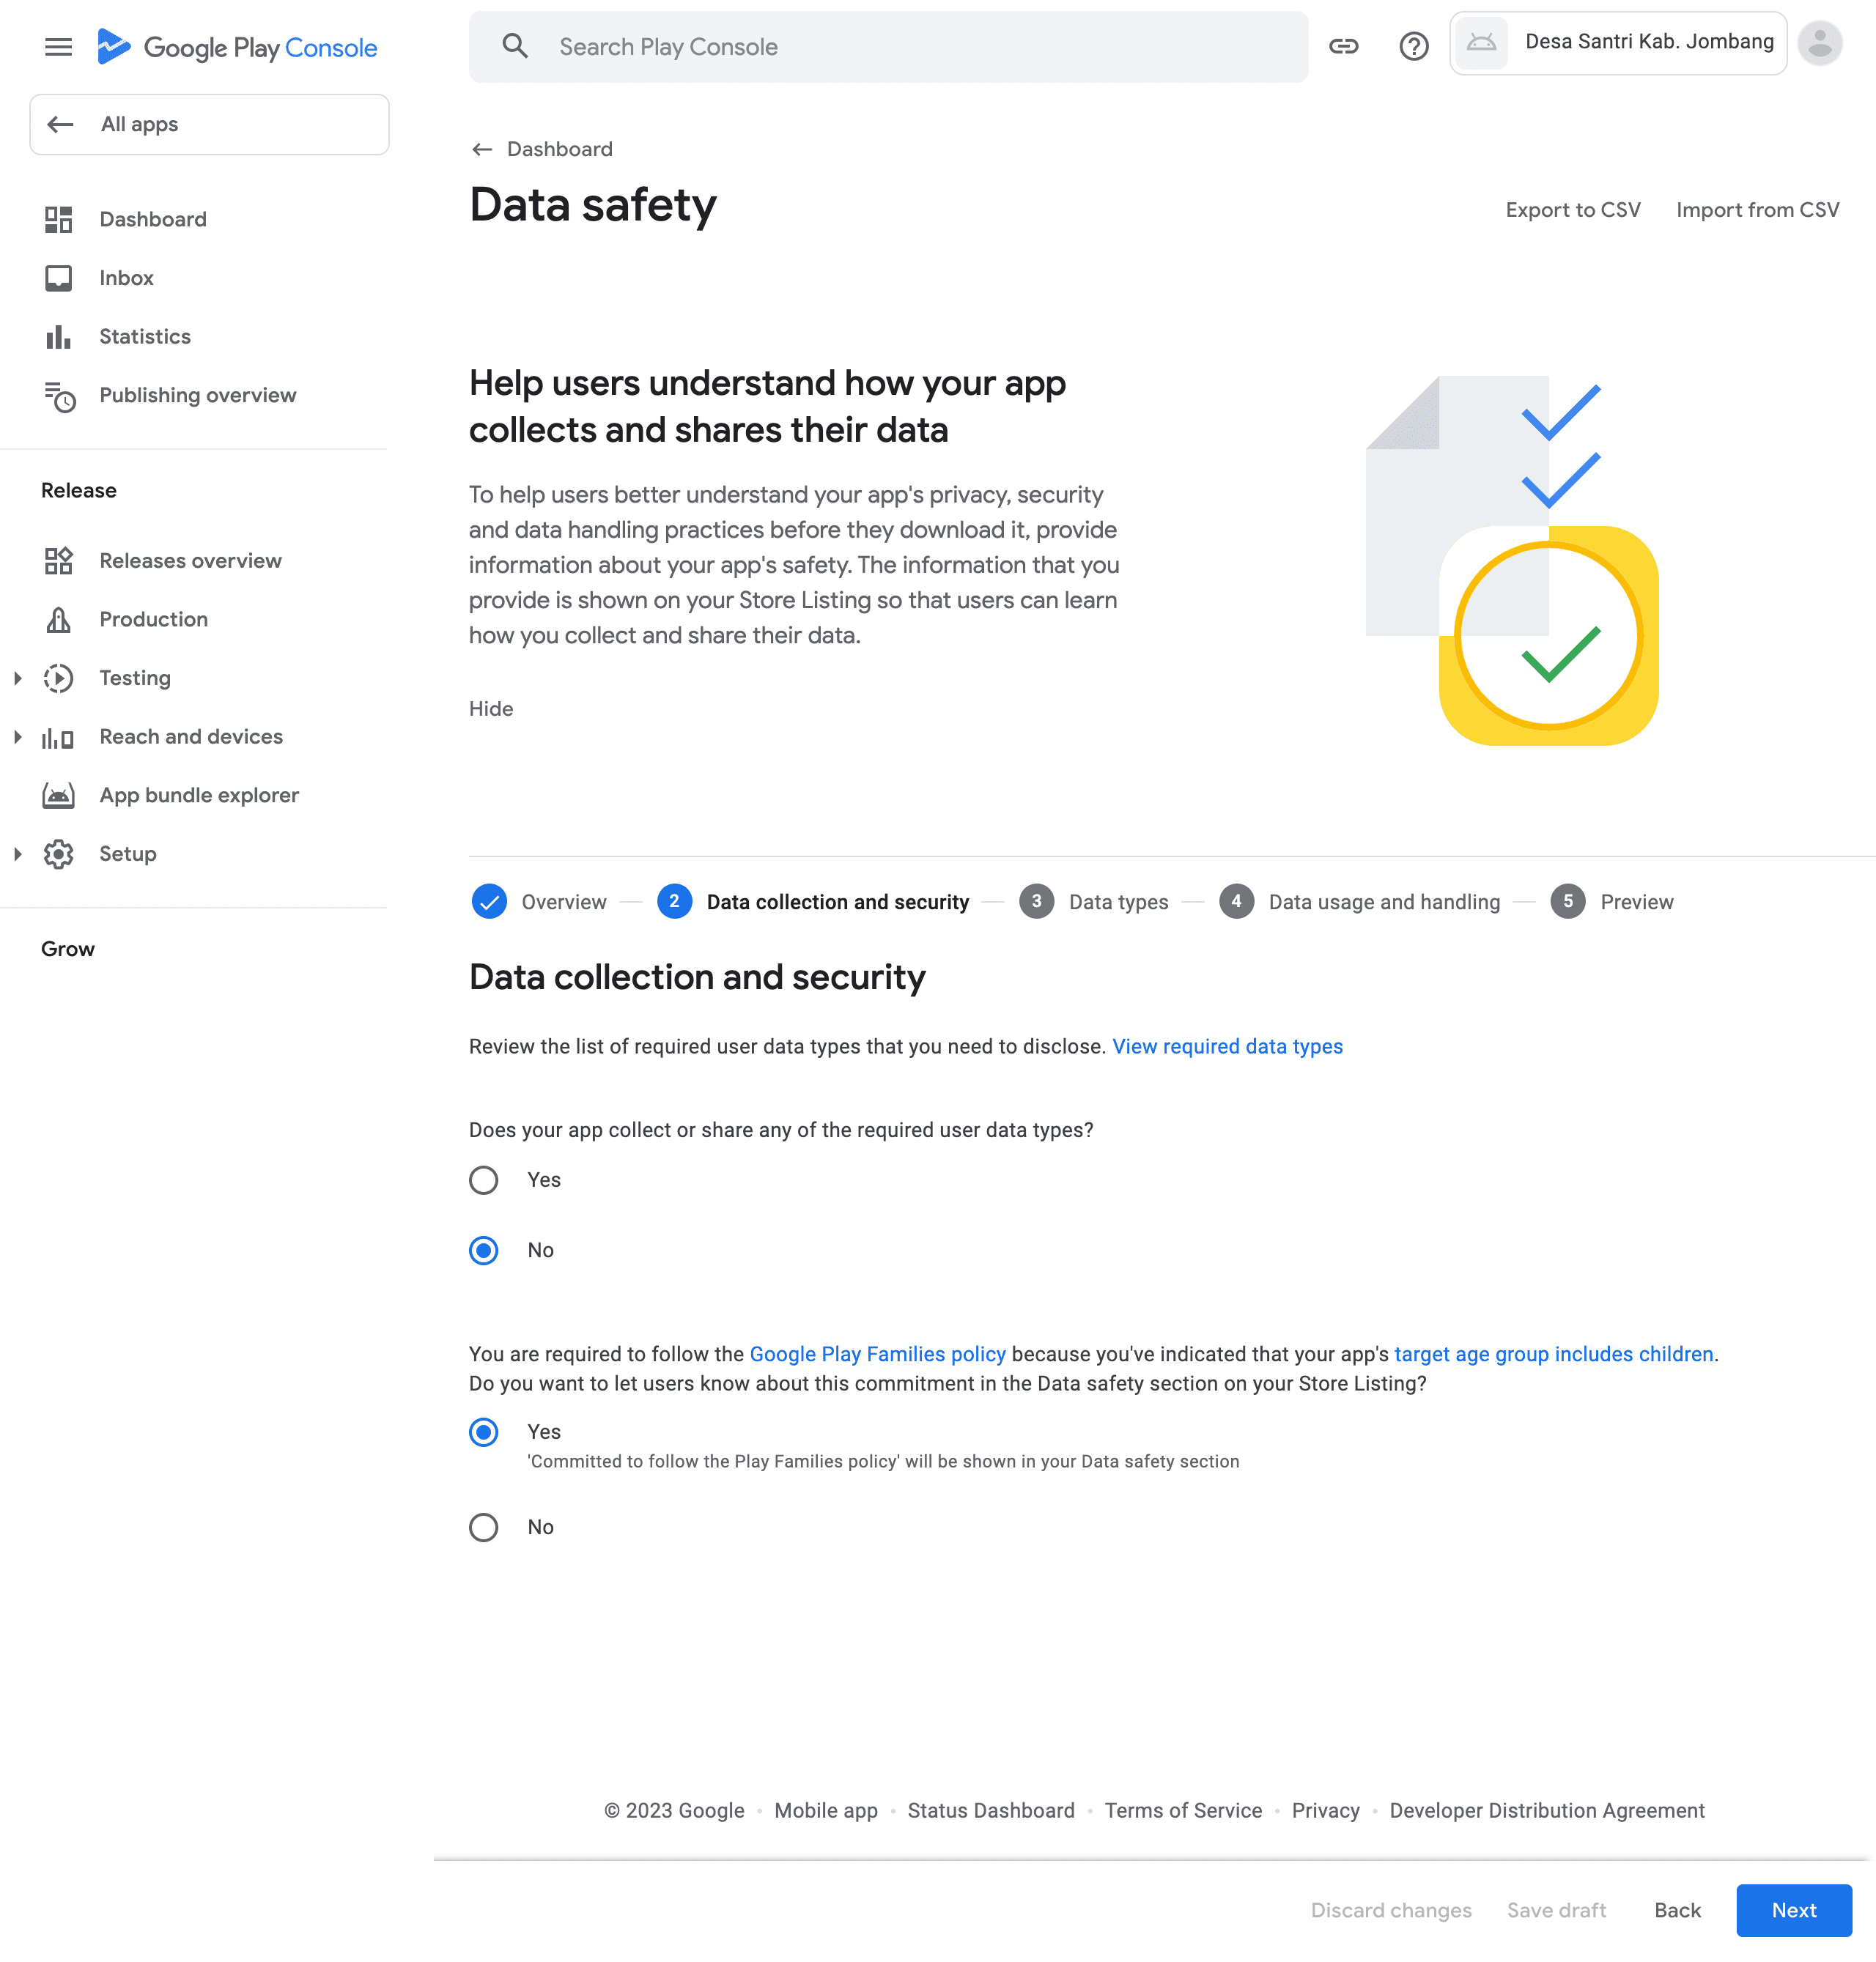 Google Play Console
Search Play Console
Desa Santri Kab. Jombang
All apps
Dashboard
Inbox
Statistics
Publishing overview
Release
Releases overview
Production
Testing
Reach and devices
App bundle explorer
Setup
Grow
Dashboard
Data safety
Export to CSV
Import from CSV
Help users understand how your app
collects and shares their data
To help users better understand your app's privacy, security
and data handling practices before they download it, provide
information about your app's safety. The information that you
provide is shown on your Store Listing so that users can learn
how you collect and share their data.
Hide
Overview
2 Data collection and security
3 Data types
4 Data usage and handling
5 Preview
Data collection and security
Review the list of required user data types that you need to disclose. View required data types
Does your app collect or share any of the required user data types?
Yes
No
You are required to follow the Google Play Families policy because you've indicated that your app's target age group includes children.
Do you want to let users know about this commitment in the Data safety section on your Store Listing?
Yes
'Committed to follow the Play Families policy' will be shown in your Data safety section
No
© 2023 Google • Mobile app • Status Dashboard • Terms of Service • Privacy • Developer Distribution Agreement
Discard changes
Save draft
Back
Next